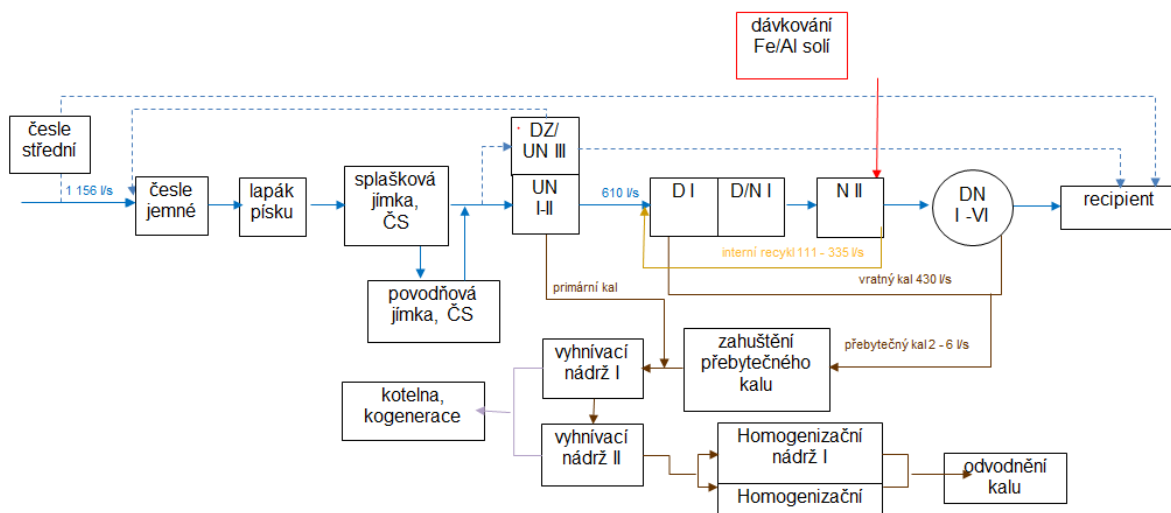 dávkování
Fe/Al solí
česle
střední
1 156 l/s
česle
jemné
lapák
písku
splašková
jímka,
ČS
povodňová
jímka, ČS
DZ/
UN III
UN
I-II
610 l/s
D I
D/N I
N II
DN
I -VI
recipient
interní recykl 111 - 335 l/s
vratný kal 430 l/s
primární kal
přebytečný kal 2 - 6 l/s
zahuštění
přebytečného
kalu
vyhnívací
nádrž I
kotelna,
kogenerace
vyhnívací
nádrž II
Homogenizační
nádrž I
Homogenizační
odvodnění
kalu